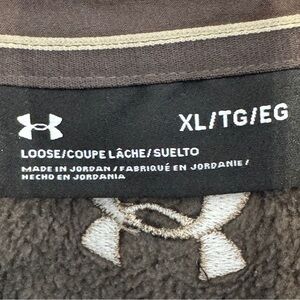 XL/TG/EG
LOOSE/COUPE LÂCHE/SUELTO
MADE IN JORDAN / FABRIQUÉ EN JORDANIE/
HECHO EN JORDANIA